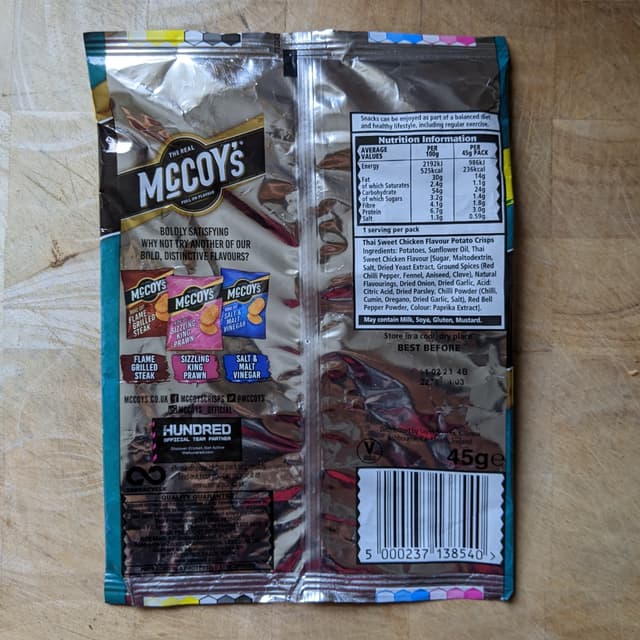 THE REAL
McCOY'S
FULL ON FLAVOUR
BOLDLY SATISFYING
WHY NOT TRY ANOTHER OF OUR
BOLD, DISTINCTIVE FLAVOURS?
McCOY'S
FLAME
GRILLED
STEAK
McCOY'S
SIZZLING
KING
PRAWN
McCOY'S
SALT &
MALT
VINEGAR
FLAME
GRILLED
STEAK
SIZZLING
KING
PRAWN
SALT &
MALT
VINEGAR
MCCOYS.CO.UK MCCOYSCRISPS @MCCOYS
MCCOYS_OFFICIAL
THE
HUNDRED
OFFICIAL TEAM PARTNER
QUALITY GUARANTEE
Snacks can be enjoyed as part of a balanced diet
and healthy lifestyle, including regular exercise.
Nutrition Information
AVERAGE VALUES PER 100g PER 45g PACK
Energy 2192kJ 986kJ
525kcal 236kcal
Fat 30g 14g
of which Saturates 2.4g 1.1g
Carbohydrate 54g 24g
of which Sugars 3.2g 1.4g
Fibre 4.1g 1.8g
Protein 6.7g 3.0g
Salt 1.3g 0.59g
1 serving per pack
Thai Sweet Chicken Flavour Potato Crisps
Ingredients: Potatoes, Sunflower Oil, Thai
Sweet Chicken Flavour [Sugar, Maltodextrin,
Salt, Dried Yeast Extract, Ground Spices (Red
Chilli Pepper, Fennel, Aniseed, Clove), Natural
Flavourings, Dried Onion, Dried Garlic, Acid:
Citric Acid, Dried Parsley, Chilli Powder (Chilli,
Cumin, Oregano, Dried Garlic, Salt), Red Bell
Pepper Powder, Colour: Paprika Extract].
May contain Milk, Soya, Gluten, Mustard.
Store in a cool, dry place
BEST BEFORE
V
45g e
5 000237 138540 >